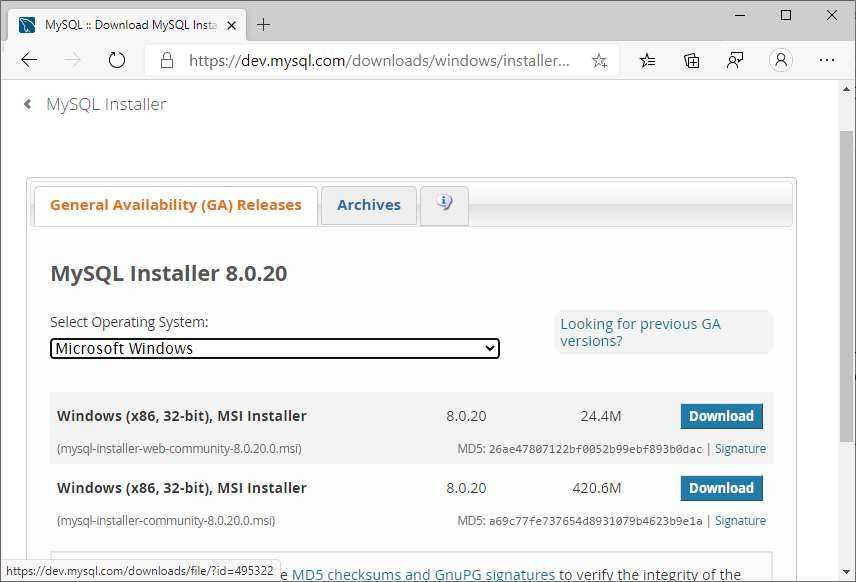 MySQL :: Download MySQL Insta
https://dev.mysql.com/downloads/windows/installer...
MySQL Installer
General Availability (GA) Releases
Archives
MySQL Installer 8.0.20
Select Operating System:
Looking for previous GA
versions?
Microsoft Windows
Windows (x86, 32-bit), MSI Installer 8.0.20 24.4M Download
(mysql-installer-web-community-8.0.20.0.msi) MD5: 26ae47807122bf0052b99ebf893b0dac | Signature
Windows (x86, 32-bit), MSI Installer 8.0.20 420.6M Download
(mysql-installer-community-8.0.20.0.msi) MD5: a69c77fe737654d8931079b4623b9e1a | Signature
https://dev.mysql.com/downloads/file/?id=495322
e MD5 checksums and GnuPG signatures to verify the integrity of the